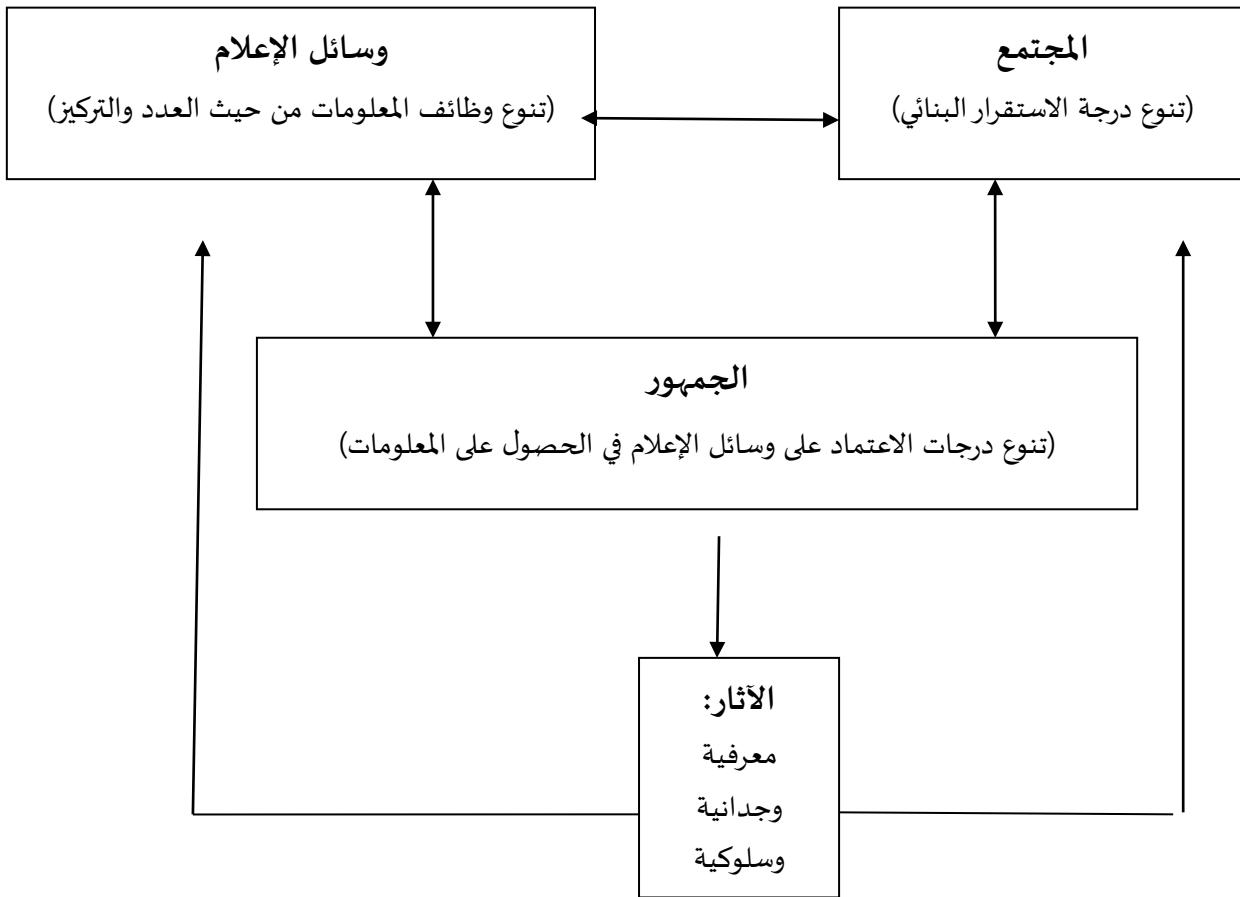 المجتمع
(تنوع درجة الاستقرار البنائي)
وسائل الإعلام
(تنوع وظائف المعلومات من حيث العدد والتركيز)
الجمهور
(تنوع درجات الاعتماد على وسائل الإعلام في الحصول على المعلومات)
الآثار:
معرفية
وجدانية
وسلوكية